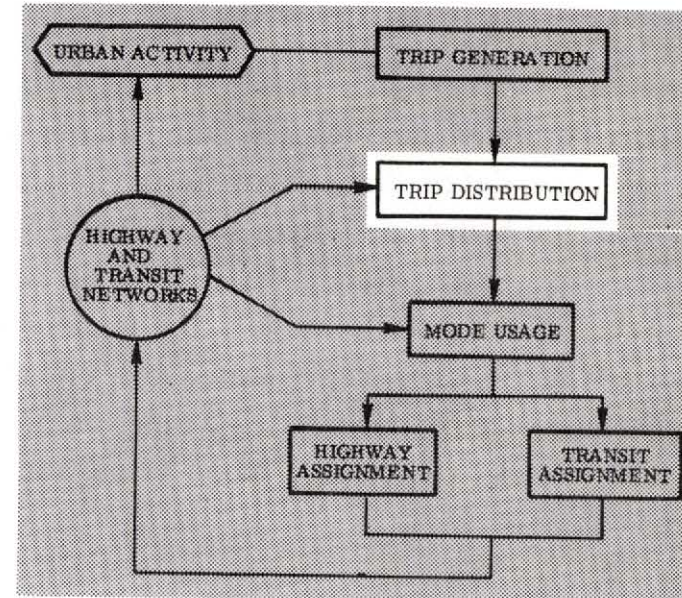 URBAN ACTIVITY
TRIP GENERATION
TRIP DISTRIBUTION
HIGHWAY
AND
TRANSIT
NETWORKS
MODE USAGE
HIGHWAY
ASSIGNMENT
TRANSIT
ASSIGNMENT